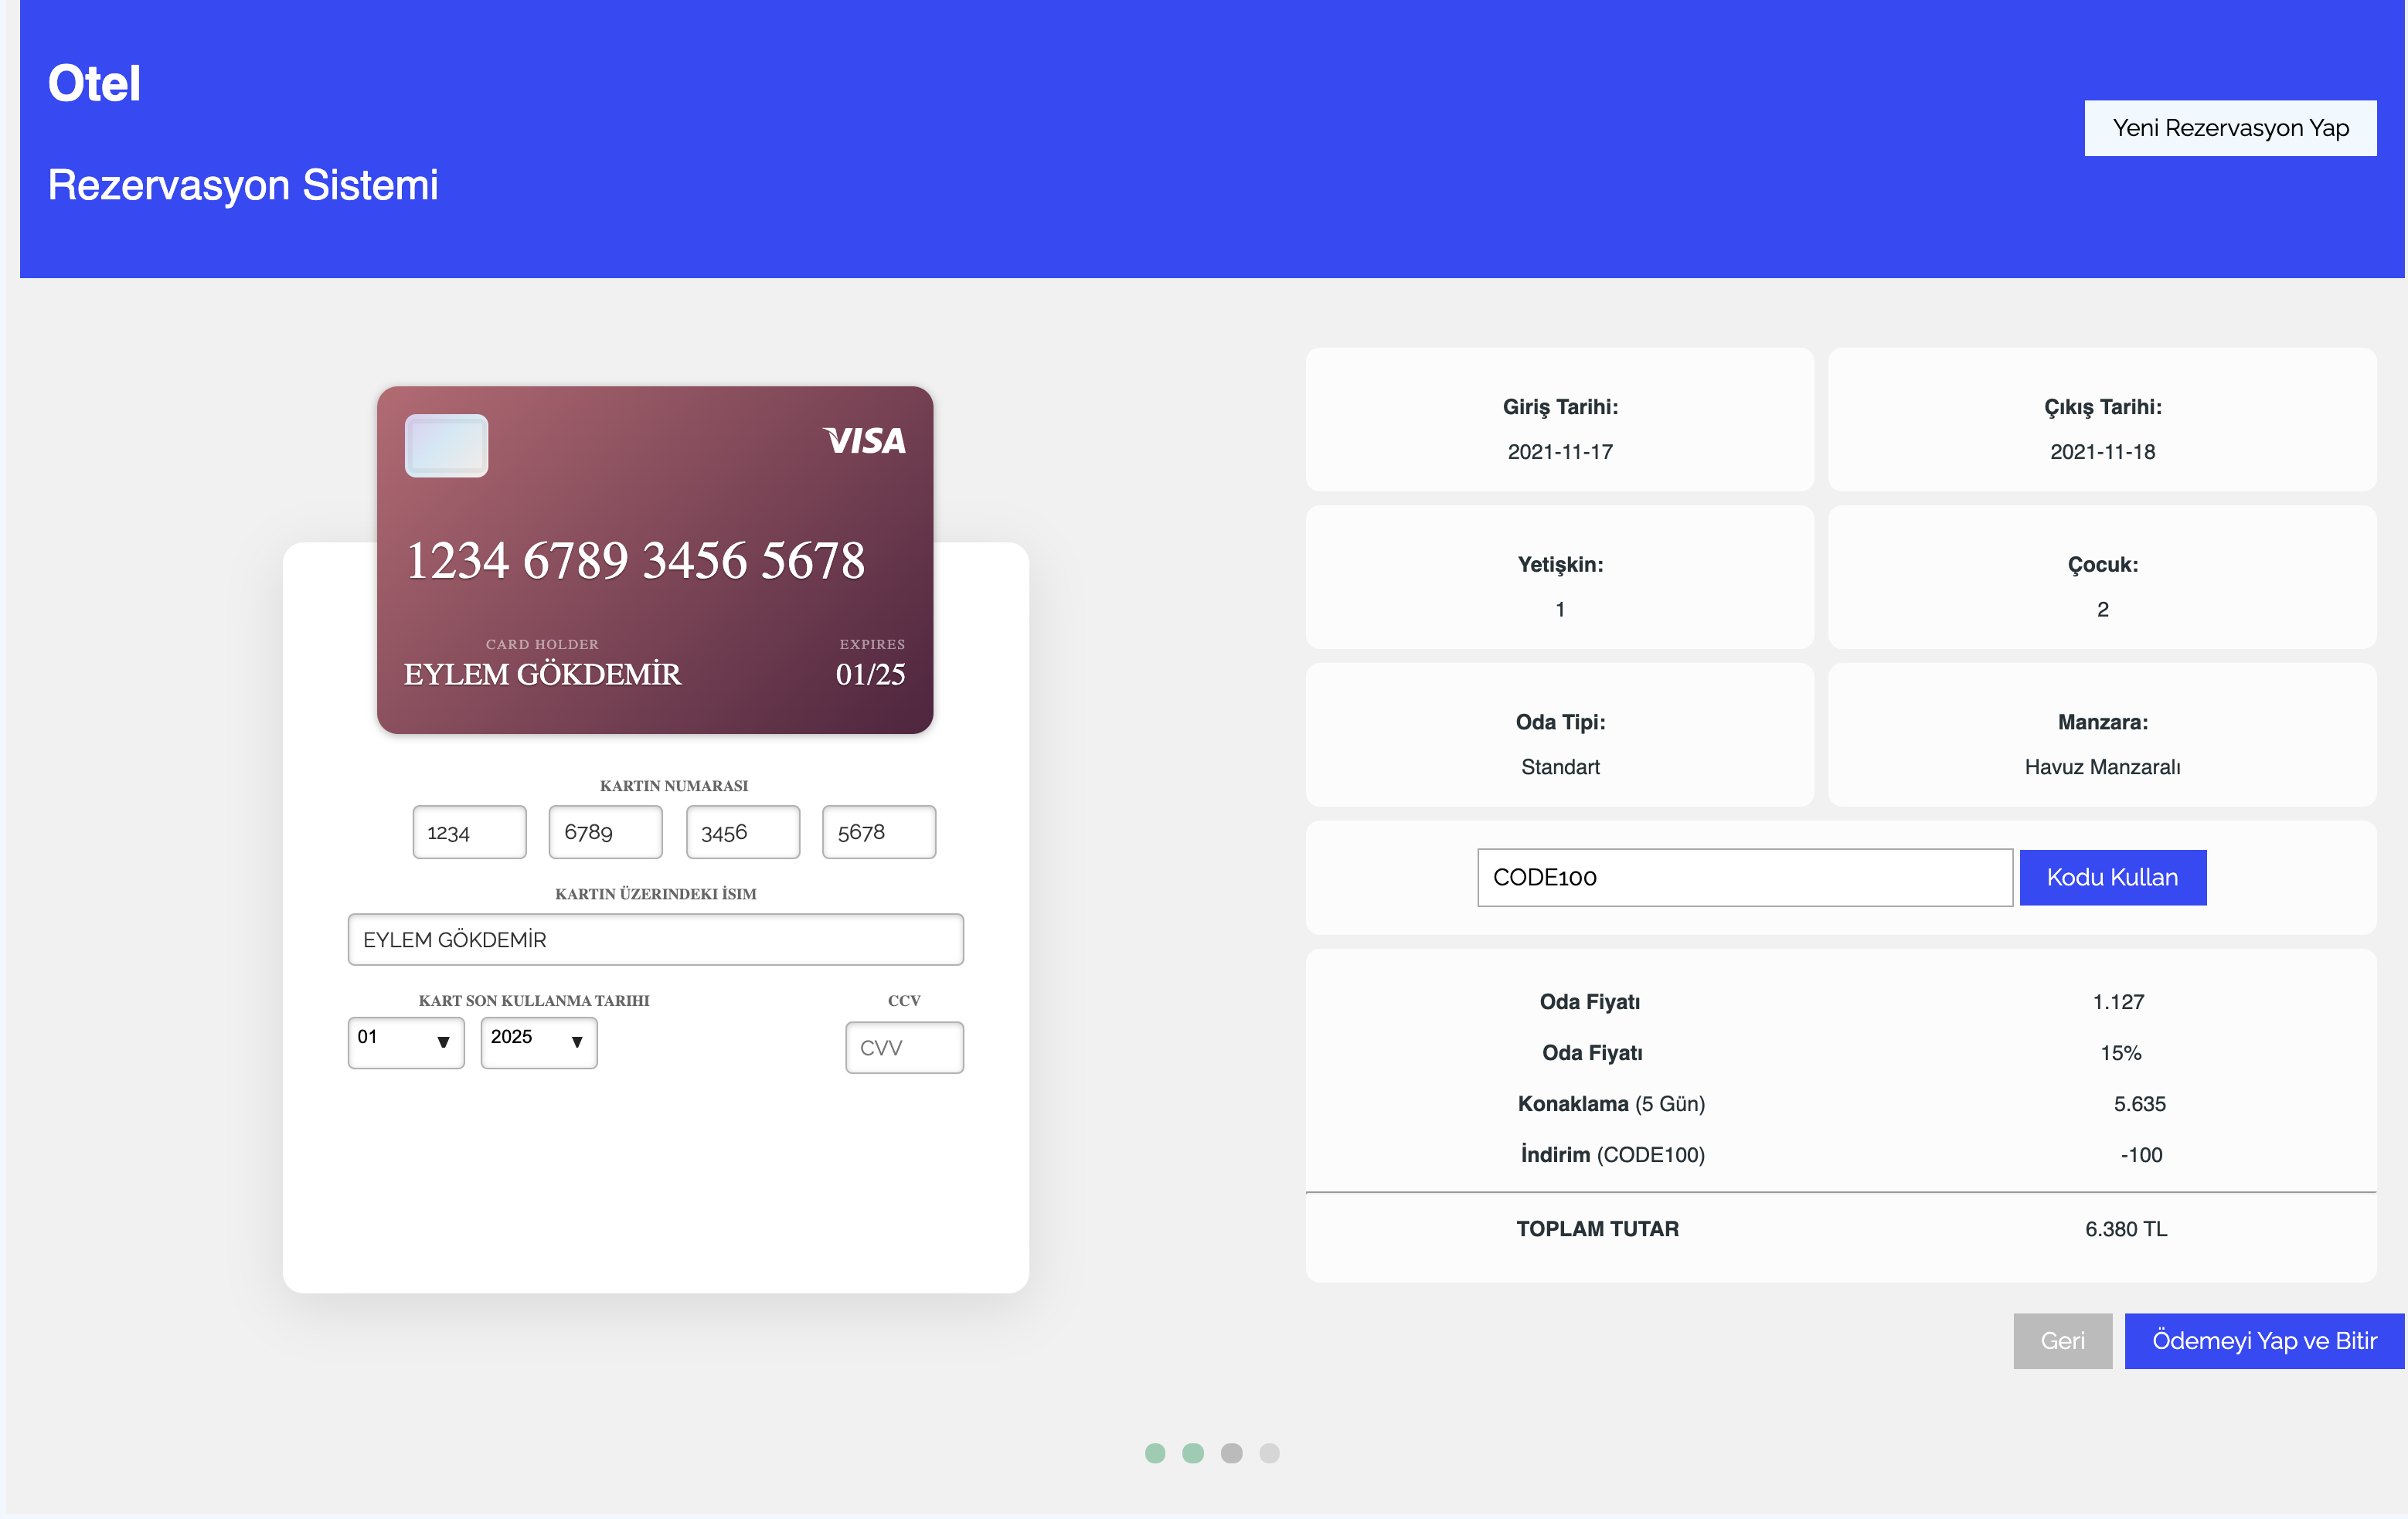 Otel
Rezervasyon Sistemi
Yeni Rezervasyon Yap
VISA
1234 6789 3456 5678
CARD HOLDER
EXPIRES
EYLEM GÖKDEMİR
01/25
KARTIN NUMARASI
1234
6789
3456
5678
KARTIN ÜZERINDEKI İSIM
EYLEM GÖKDEMİR
KART SON KULLANMA TARIHI
CCV
01
2025
CVV
Giriş Tarihi:
2021-11-17
Çıkış Tarihi:
2021-11-18
Yetişkin:
1
Çocuk:
2
Oda Tipi:
Standart
Manzara:
Havuz Manzaralı
CODE100
Kodu Kullan
Oda Fiyatı 1.127
Oda Fiyatı 15%
Konaklama (5 Gün) 5.635
İndirim (CODE100) -100
TOPLAM TUTAR 6.380 TL
Geri
Ödemeyi Yap ve Bitir